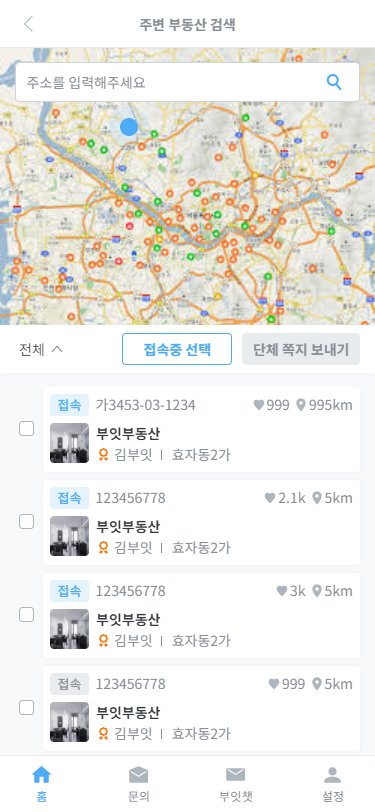 주변 부동산 검색
주소를 입력해주세요
전체
접속중 선택
단체 쪽지 보내기
접속 가3453-03-1234 999 995km
부잇부동산
김부잇 | 효자동2가
접속 123456778 2.1k 5km
부잇부동산
김부잇 | 효자동2가
접속 123456778 3k 5km
부잇부동산
김부잇 | 효자동2가
접속 123456778 999 5km
부잇부동산
김부잇 | 효자동2가
홈 문의 부잇챗 설정